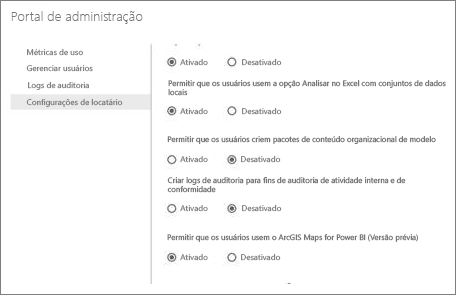 Portal de administração
Métricas de uso
Gerenciar usuários
Logs de auditoria
Configurações de locatário
Ativado Desativado
Permitir que os usuários usem a opção Analisar no Excel com conjuntos de dados
locais
Ativado Desativado
Permitir que os usuários criem pacotes de conteúdo organizacional de modelo
Ativado Desativado
Criar logs de auditoria para fins de auditoria de atividade interna e de
conformidade
Ativado Desativado
Permitir que os usuários usem o ArcGIS Maps for Power BI (Versão prévia)
Ativado Desativado